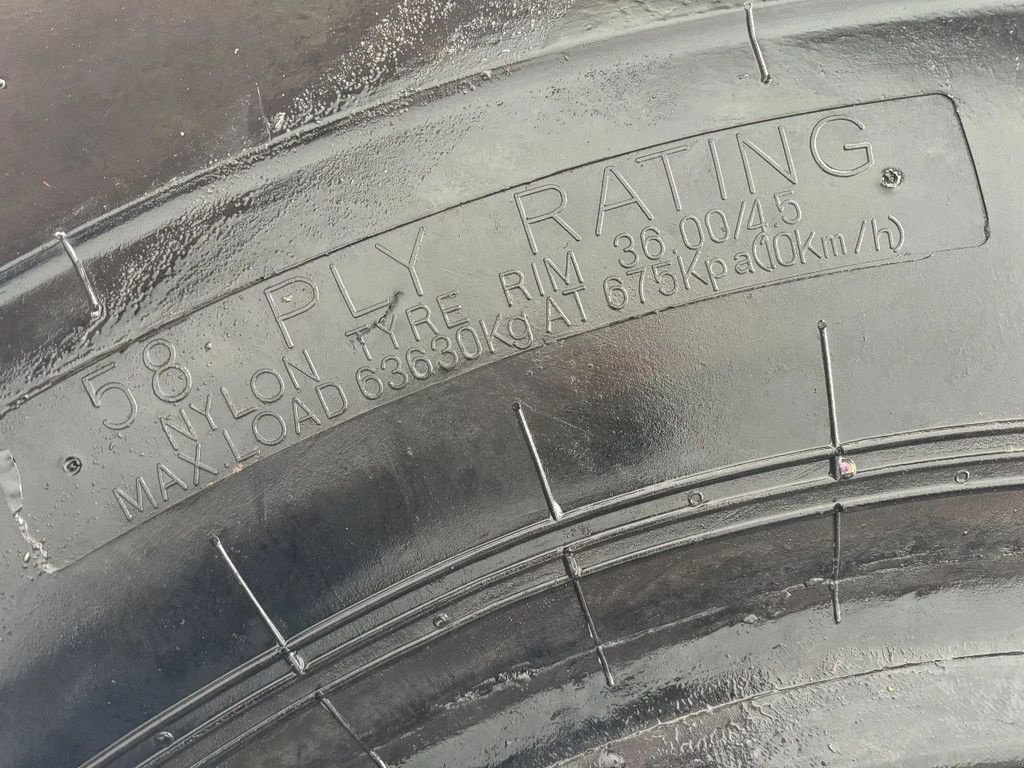 58 PLY RATING
NYLON TYRE RIM 36.00/4.5
MAX.LOAD 63630Kg AT 675Kpa(10Km/h)